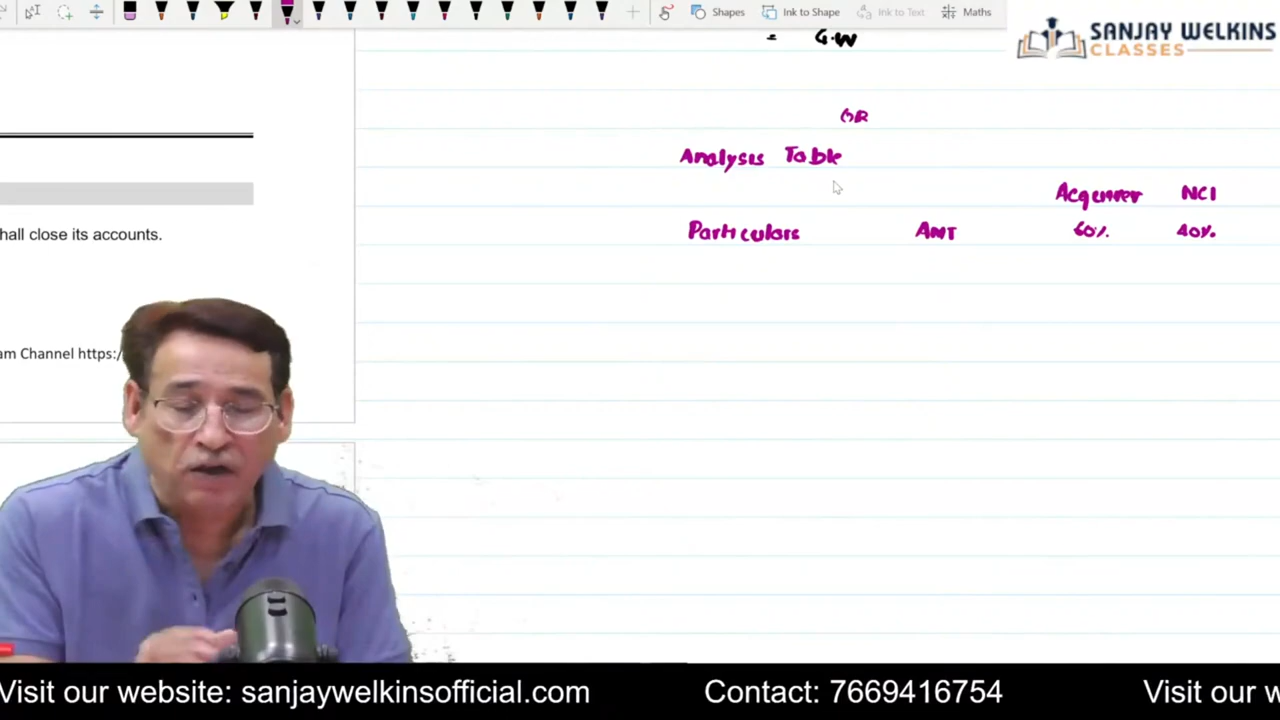 Shapes Ink to Shape Ink to Text Maths
SANJAY WELKINS
CLASSES
= G.W
OR
Analysis Table
Acquirer NCI
Particulars AMT 60% 40%
hall close its accounts.
am Channel https:/
Visit our website: sanjaywelkinsofficial.com Contact: 7669416754 Visit our w